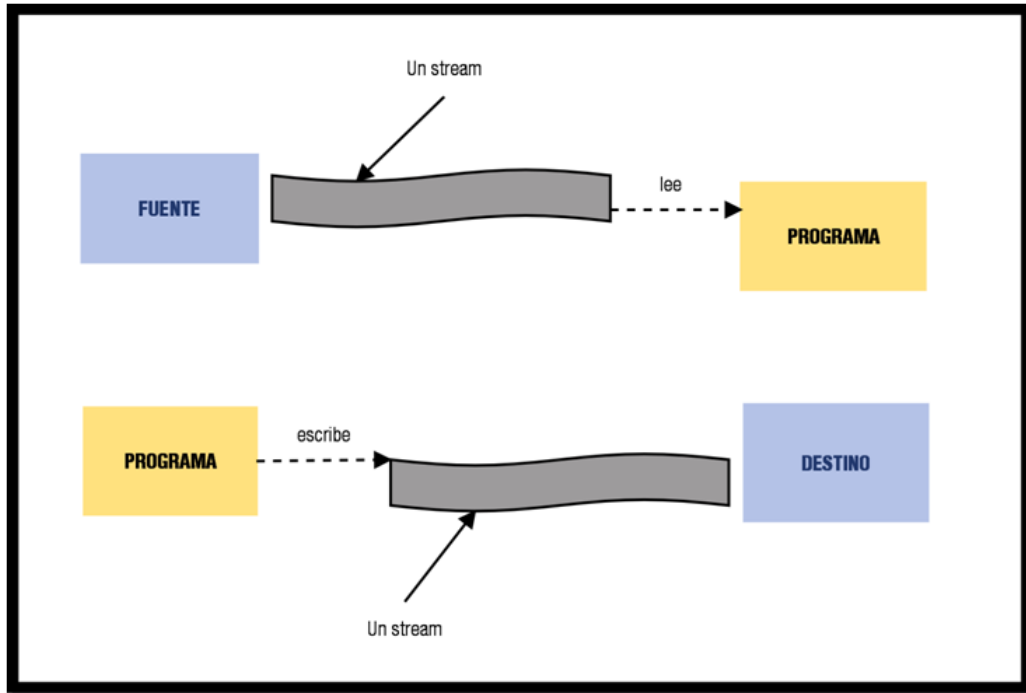 Un stream
FUENTE
lee
PROGRAMA
PROGRAMA
escribe
DESTINO
Un stream